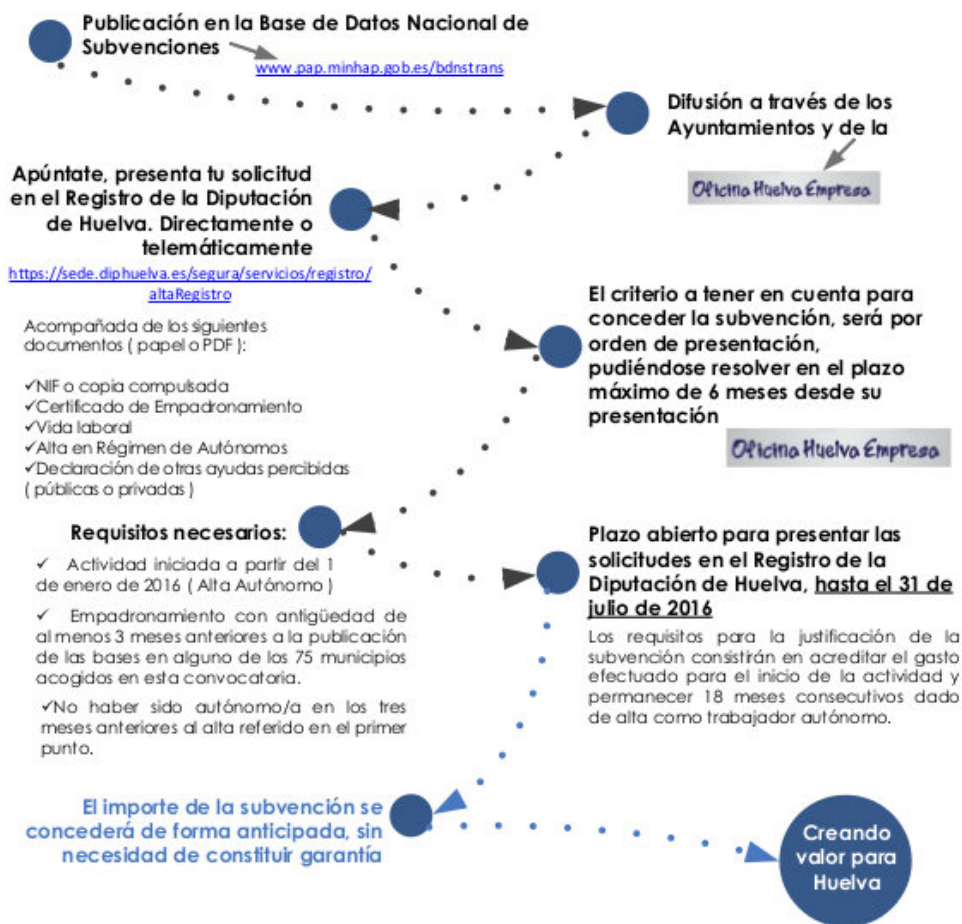 Publicación en la Base de Datos Nacional de
Subvenciones
www.pap.minhap.gob.es/bdnstrans
Difusión a través de los
Ayuntamientos y de la
Oficina Huelva Empresa
Apúntate, presenta tu solicitud
en el Registro de la Diputación
de Huelva. Directamente o
telemáticamente
https://sede.diphuelva.es/segura/servicios/registro/
altaRegistro
Acompañada de los siguientes
documentos ( papel o PDF ):
✓NIF o copia compulsada
✓Certificado de Empadronamiento
✓Vida laboral
✓Alta en Régimen de Autónomos
✓Declaración de otras ayudas percibidas
( públicas o privadas )
El criterio a tener en cuenta para
conceder la subvención, será por
orden de presentación,
pudiéndose resolver en el plazo
máximo de 6 meses desde su
presentación
Oficina Huelva Empresa
Requisitos necesarios:
✓ Actividad iniciada a partir del 1
de enero de 2016 ( Alta Autónomo )
✓ Empadronamiento con antigüedad de
al menos 3 meses anteriores a la publicación
de las bases en alguno de los 75 municipios
acogidos en esta convocatoria.
✓No haber sido autónomo/a en los tres
meses anteriores al alta referido en el primer
punto.
Plazo abierto para presentar las
solicitudes en el Registro de la
Diputación de Huelva, hasta el 31 de
julio de 2016
Los requisitos para la justificación de la
subvención consistirán en acreditar el gasto
efectuado para el inicio de la actividad y
permanecer 18 meses consecutivos dado
de alta como trabajador autónomo.
El importe de la subvención se
concederá de forma anticipada, sin
necesidad de constituir garantía
Creando
valor para
Huelva